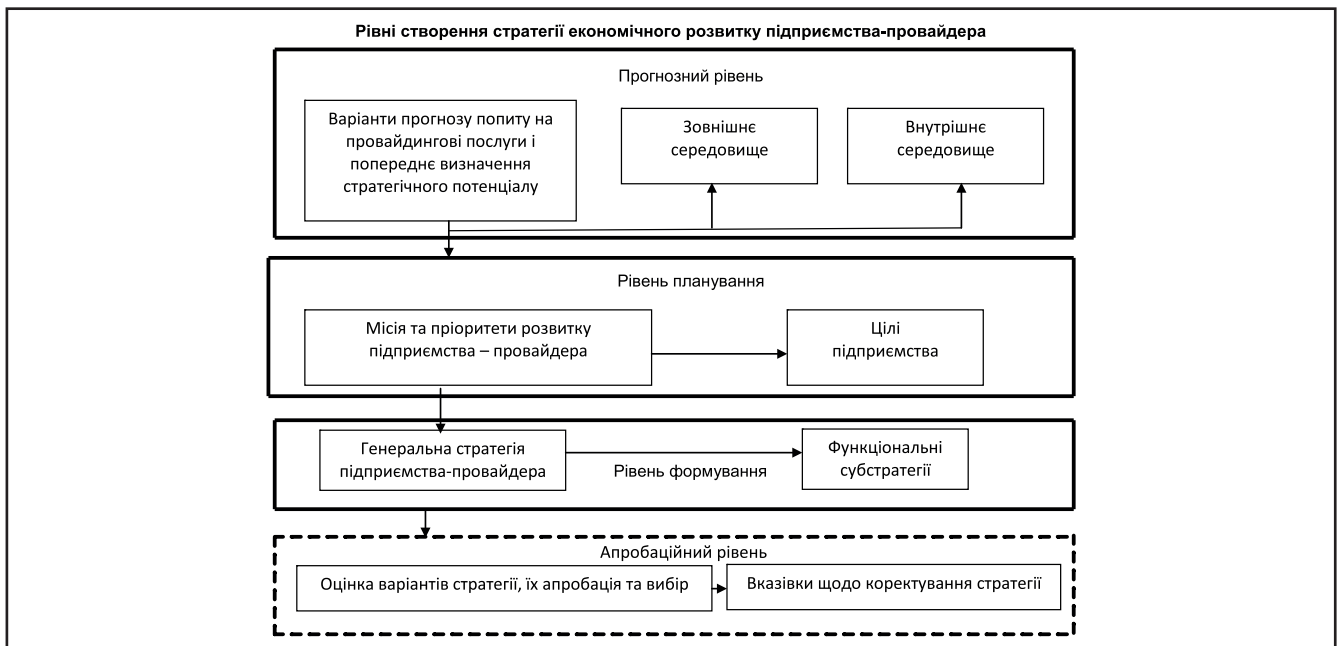 Рівні створення стратегії економічного розвитку підприємства-провайдера
Прогнозний рівень
Варіанти прогнозу попиту на
провайдингові послуги і
попереднє визначення
стратегічного потенціалу
Зовнішнє
середовище
Внутрішнє
середовище
Рівень планування
Місія та пріоритети розвитку
підприємства – провайдера
Цілі
підприємства
Генеральна стратегія
підприємства-провайдера
Рівень формування
Функціональні
субстратегії
Апробаційний рівень
Оцінка варіантів стратегії, їх апробація та вибір
Вказівки щодо коректування стратегії